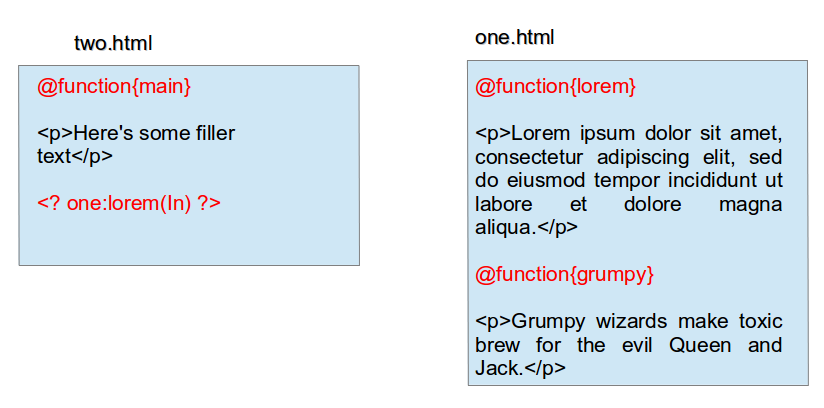 two.html
@function{main}
<p>Here's some filler
text</p>
<? one:lorem(In) ?>
one.html
@function{lorem}
<p>Lorem ipsum dolor sit amet,
consectetur adipiscing elit, sed
do eiusmod tempor incididunt ut
labore et dolore magna
aliqua.</p>
@function{grumpy}
<p>Grumpy wizards make toxic
brew for the evil Queen and
Jack.</p>